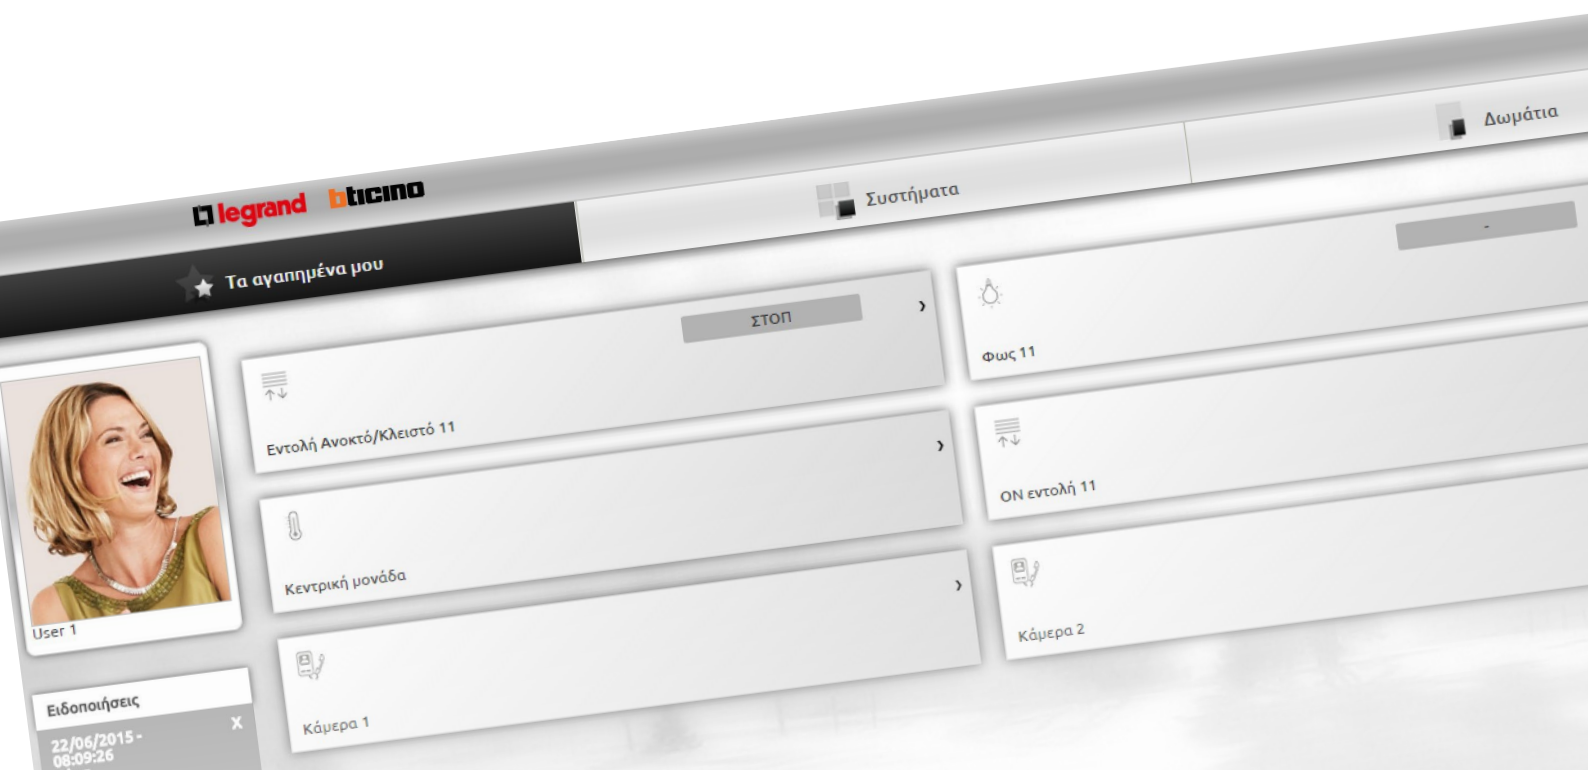 legrand bticino
Τα αγαπημένα μου
Συστήματα
Δωμάτια
User 1
Ειδοποιήσεις
X
22/06/2015 -
08:09:26
ΣΤΟΠ
Εντολή Ανοκτό/Κλειστό 11
-
Φως 11
Κεντρική μονάδα
ON εντολή 11
Κάμερα 1
Κάμερα 2